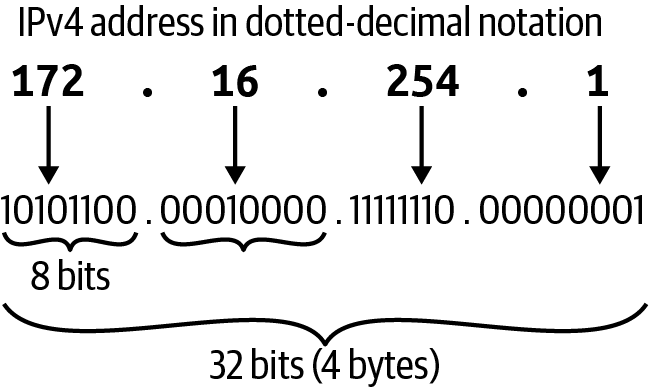 IPv4 address in dotted-decimal notation
172 . 16 . 254 . 1
10101100 . 00010000 . 11111110 . 00000001
8 bits
32 bits (4 bytes)